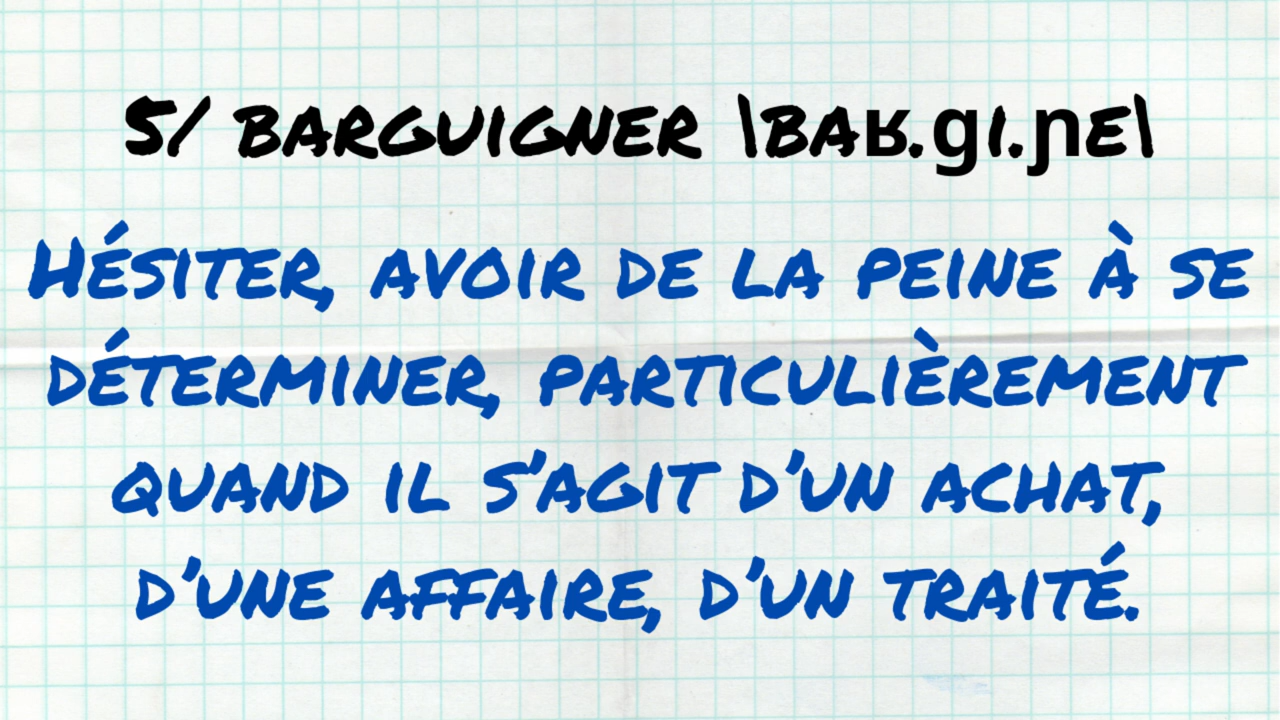 5/ BARGUIGNER \BAʁ.gI.ɲE\
HÉSITER, AVOIR DE LA PEINE À SE
DÉTERMINER, PARTICULIÈREMENT
QUAND IL S'AGIT D'UN ACHAT,
D'UNE AFFAIRE, D'UN TRAITÉ.